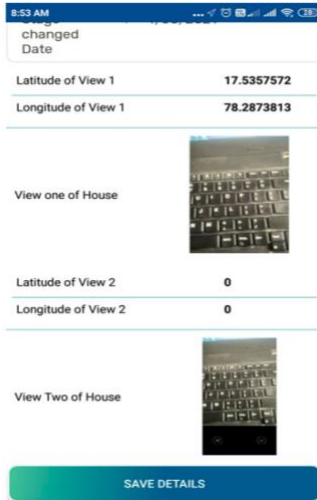 8:53 AM
changed
Date
Latitude of View 1 17.5357572
Longitude of View 1 78.2873813
View one of House
Latitude of View 2 0
Longitude of View 2 0
View Two of House
SAVE DETAILS